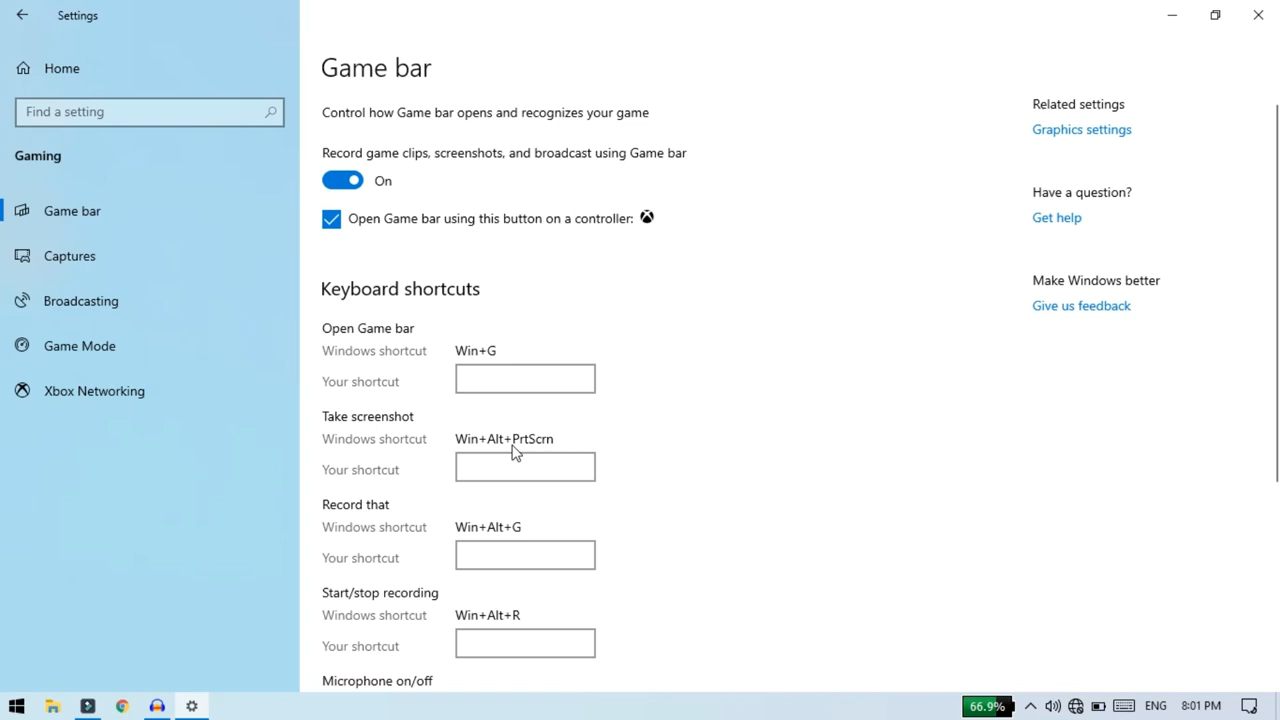 Settings
Home
Find a setting
Gaming
Game bar
Captures
Broadcasting
Game Mode
Xbox Networking
Game bar
Control how Game bar opens and recognizes your game
Record game clips, screenshots, and broadcast using Game bar
On
Open Game bar using this button on a controller:
Keyboard shortcuts
Open Game bar
Windows shortcut Win+G
Your shortcut
Take screenshot
Windows shortcut Win+Alt+PrtScrn
Your shortcut
Record that
Windows shortcut Win+Alt+G
Your shortcut
Start/stop recording
Windows shortcut Win+Alt+R
Your shortcut
Microphone on/off
Related settings
Graphics settings
Have a question?
Get help
Make Windows better
Give us feedback
66.9% ENG 8:01 PM